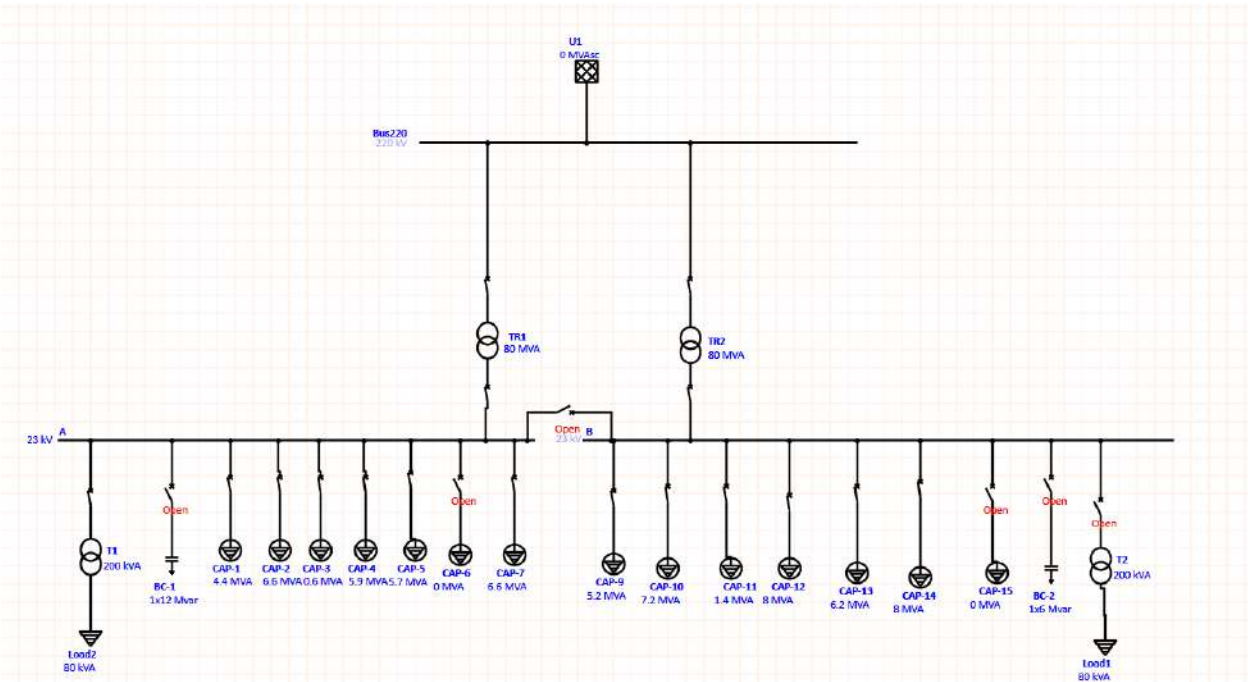 U1
0 MVAsc
Bus220
220 kV
TR1
80 MVA
TR2
80 MVA
Open
23 kV
A
23 kV
B
Open
Open
Open
Open
Open
T1
200 kVA
T2
200 kVA
BC-1
1x12 Mvar
CAP-1
4.4 MVA
CAP-2
6.6 MVA
CAP-3
0.6 MVA
CAP-4
5.9 MVA
CAP-5
5.7 MVA
CAP-6
0 MVA
CAP-7
6.6 MVA
CAP-9
5.2 MVA
CAP-10
7.2 MVA
CAP-11
1.4 MVA
CAP-12
8 MVA
CAP-13
6.2 MVA
CAP-14
8 MVA
CAP-15
0 MVA
BC-2
1x6 Mvar
Load2
80 kVA
Load1
80 kVA